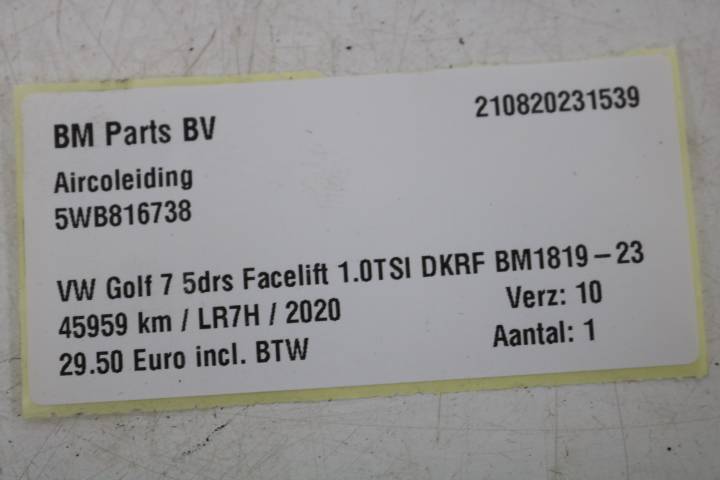 BM Parts BV 210820231539
Aircoleiding
5WB816738
VW Golf 7 5drs Facelift 1.0TSI DKRF BM1819-23
45959 km / LR7H / 2020 Verz: 10
29.50 Euro incl. BTW Aantal: 1